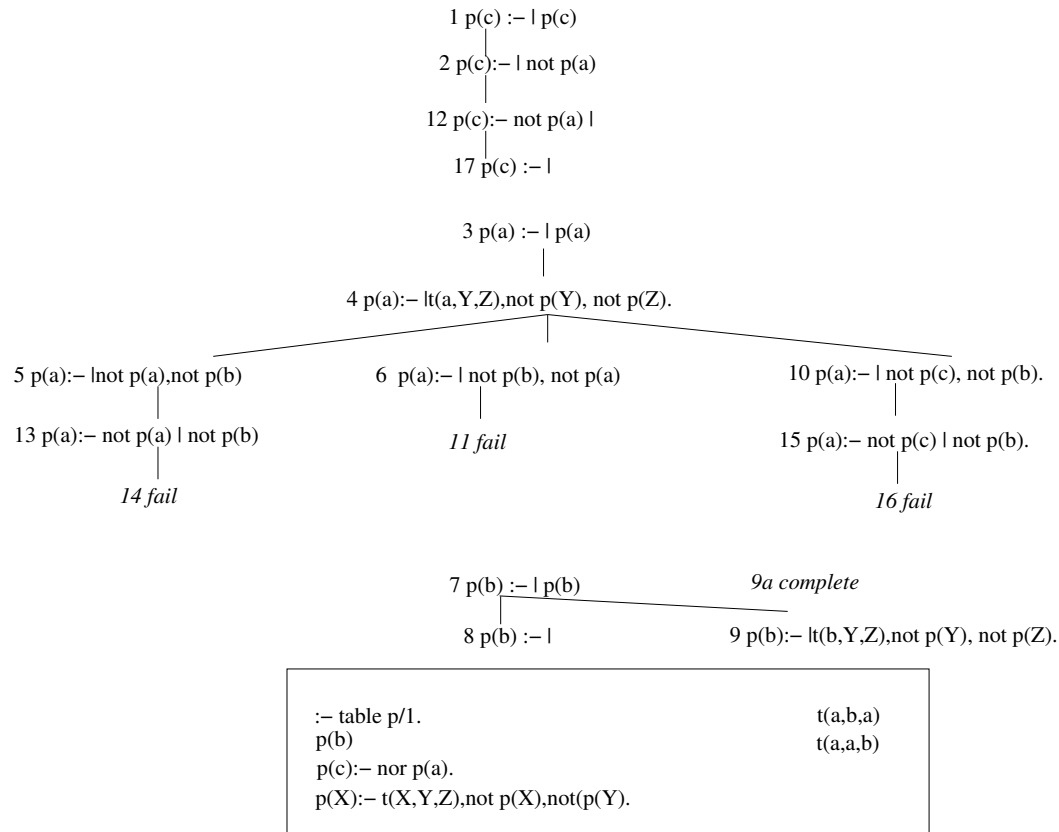 1 p(c) :− | p(c)
2 p(c):− | not p(a)
12 p(c):− not p(a) |
17 p(c) :− |
3 p(a) :− | p(a)
4 p(a):− |t(a,Y,Z),not p(Y), not p(Z).
5 p(a):− |not p(a),not p(b)
6 p(a):− | not p(b), not p(a)
10 p(a):− | not p(c), not p(b).
13 p(a):− not p(a) | not p(b)
11 fail
15 p(a):− not p(c) | not p(b).
14 fail
16 fail
7 p(b) :− | p(b)
9a complete
8 p(b) :− |
9 p(b):− |t(b,Y,Z),not p(Y), not p(Z).
:− table p/1.
t(a,b,a)
p(b)
t(a,a,b)
p(c):− nor p(a).
p(X):− t(X,Y,Z),not p(X),not(p(Y).